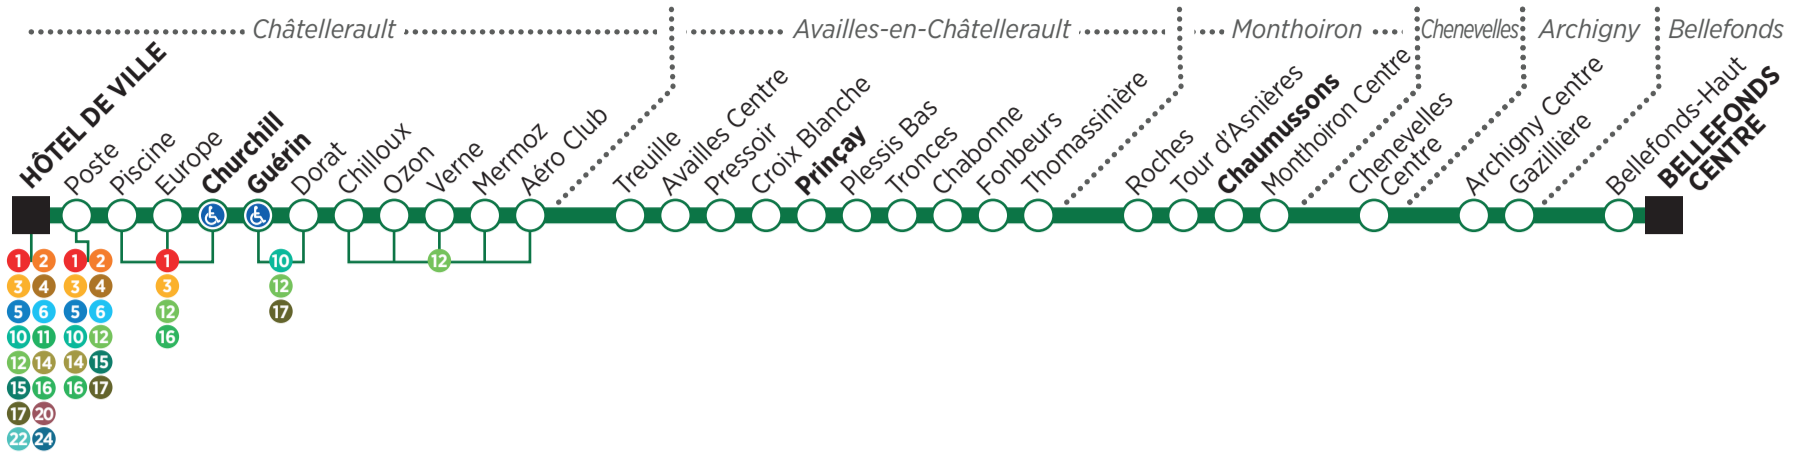 Châtellerault
Availles-en-Châtellerault
Monthoiron
Chenevelles
Archigny
Bellefonds
HÔTEL DE VILLE
Poste
Piscine
Europe
Churchill
Guérin
Dorat
Chilloux
Ozon
Verne
Mermoz
Aéro Club
Treuille
Availles Centre
Pressoir
Croix Blanche
Prinçay
Plessis Bas
Tronces
Chabonne
Fonbeurs
Thomassinière
Roches
Tour d'Asnières
Chaumussons
Monthoiron Centre
Chenevelles
Centre
Archigny Centre
Gazillière
Bellefonds-Haut
BELLEFONDS
CENTRE
1 2
3 4
5 6
10 11
12 14
15 16
17 20
22 24
1 2
3 4
5 6
10 12
14 15
16 17
1
3
12
16
10
12
17
12